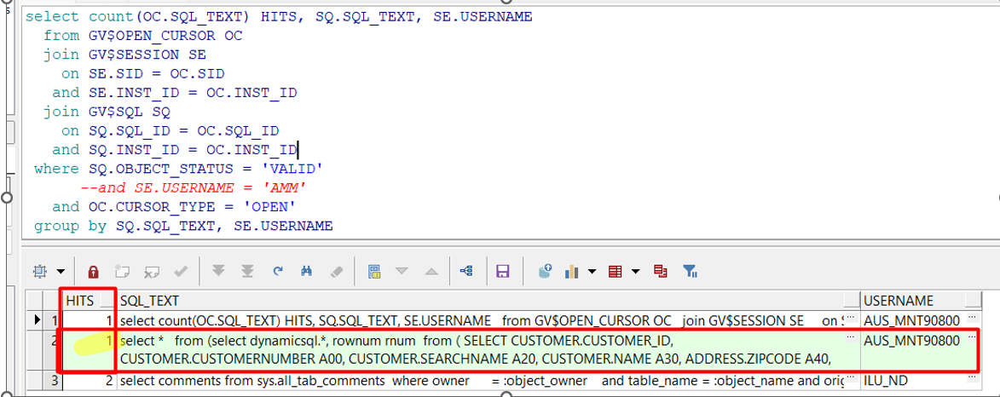 select count(OC.SQL_TEXT) HITS, SQ.SQL_TEXT, SE.USERNAME
from GV$OPEN_CURSOR OC
join GV$SESSION SE
on SE.SID = OC.SID
and SE.INST_ID = OC.INST_ID
join GV$SQL SQ
on SQ.SQL_ID = OC.SQL_ID
and SQ.INST_ID = OC.INST_ID
where SQ.OBJECT_STATUS = 'VALID'
--and SE.USERNAME = 'AMM'
and OC.CURSOR_TYPE = 'OPEN'
group by SQ.SQL_TEXT, SE.USERNAME
HITS SQL_TEXT USERNAME
1 1 select count(OC.SQL_TEXT) HITS, SQ.SQL_TEXT, SE.USERNAME from GV$OPEN_CURSOR OC join GV$SESSION SE on ... AUS_MNT90800 ...
2 1 select * from (select dynamicsql.*, rownum rnum from ( SELECT CUSTOMER.CUSTOMER_ID, ... AUS_MNT90800 ...
CUSTOMER.CUSTOMERNUMBER A00, CUSTOMER.SEARCHNAME A20, CUSTOMER.NAME A30, ADDRESS.ZIPCODE A40,
3 2 select comments from sys.all_tab_comments where owner = :object_owner and table_name = :object_name and orig ... ILU_ND ...